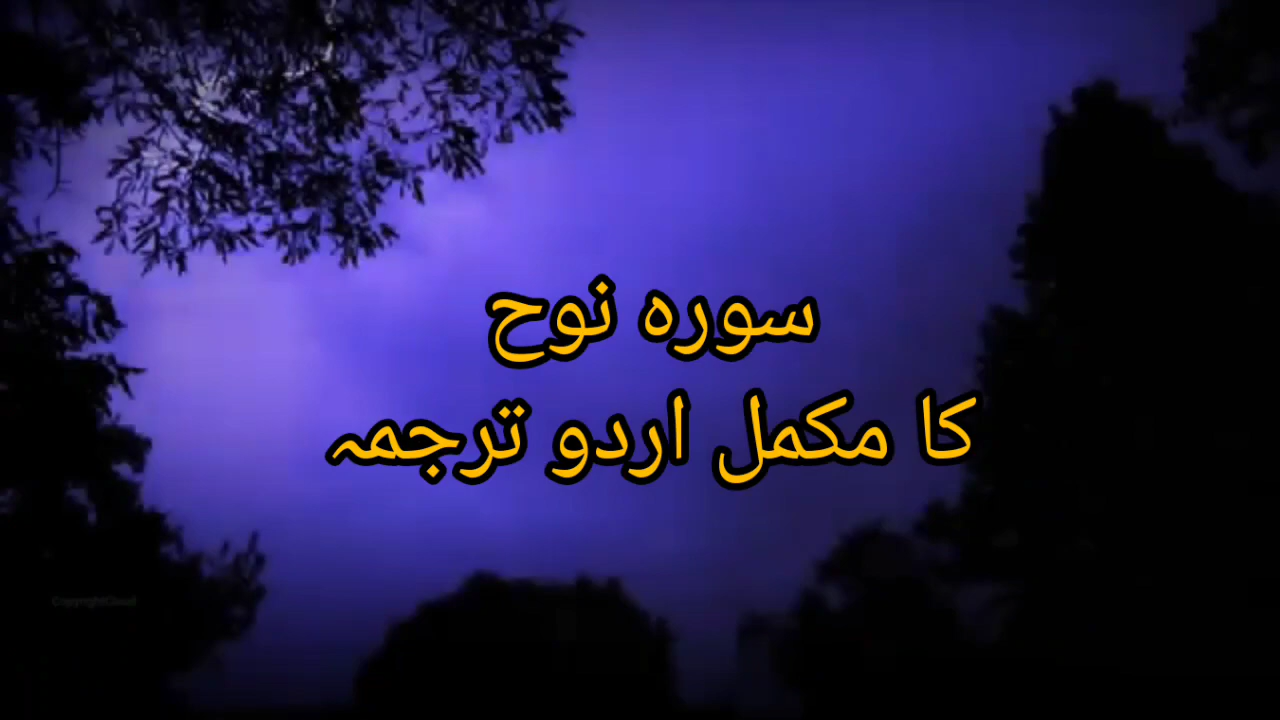 سورہ نوح
کا مکمل اردو ترجمہ